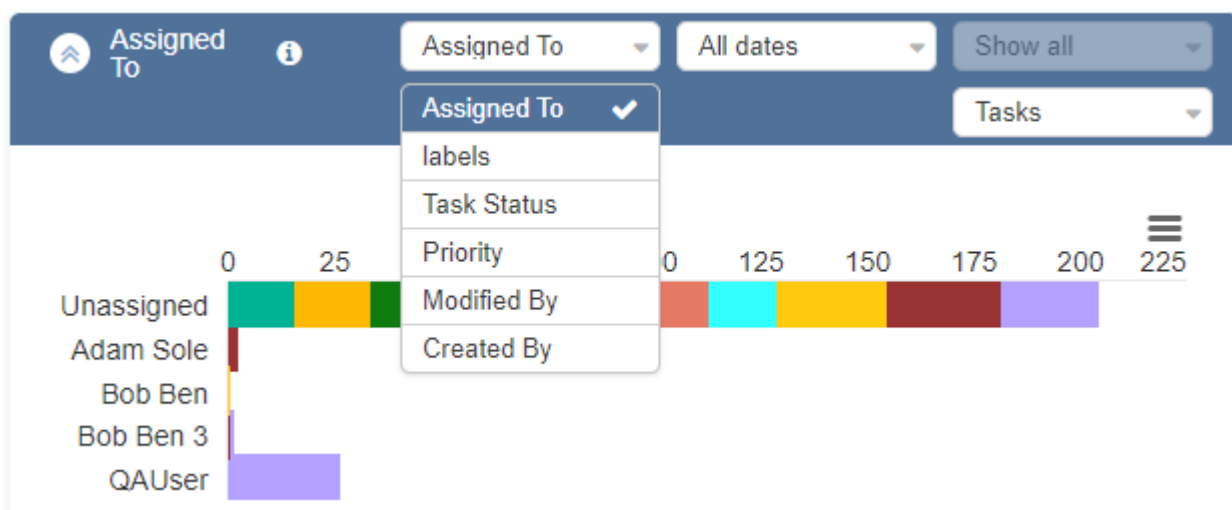 Assigned
To
Assigned To
All dates
Show all
Tasks
Assigned To
labels
Task Status
Priority
Modified By
Created By
0 25 0 125 150 175 200 225
Unassigned
Adam Sole
Bob Ben
Bob Ben 3
QAUser